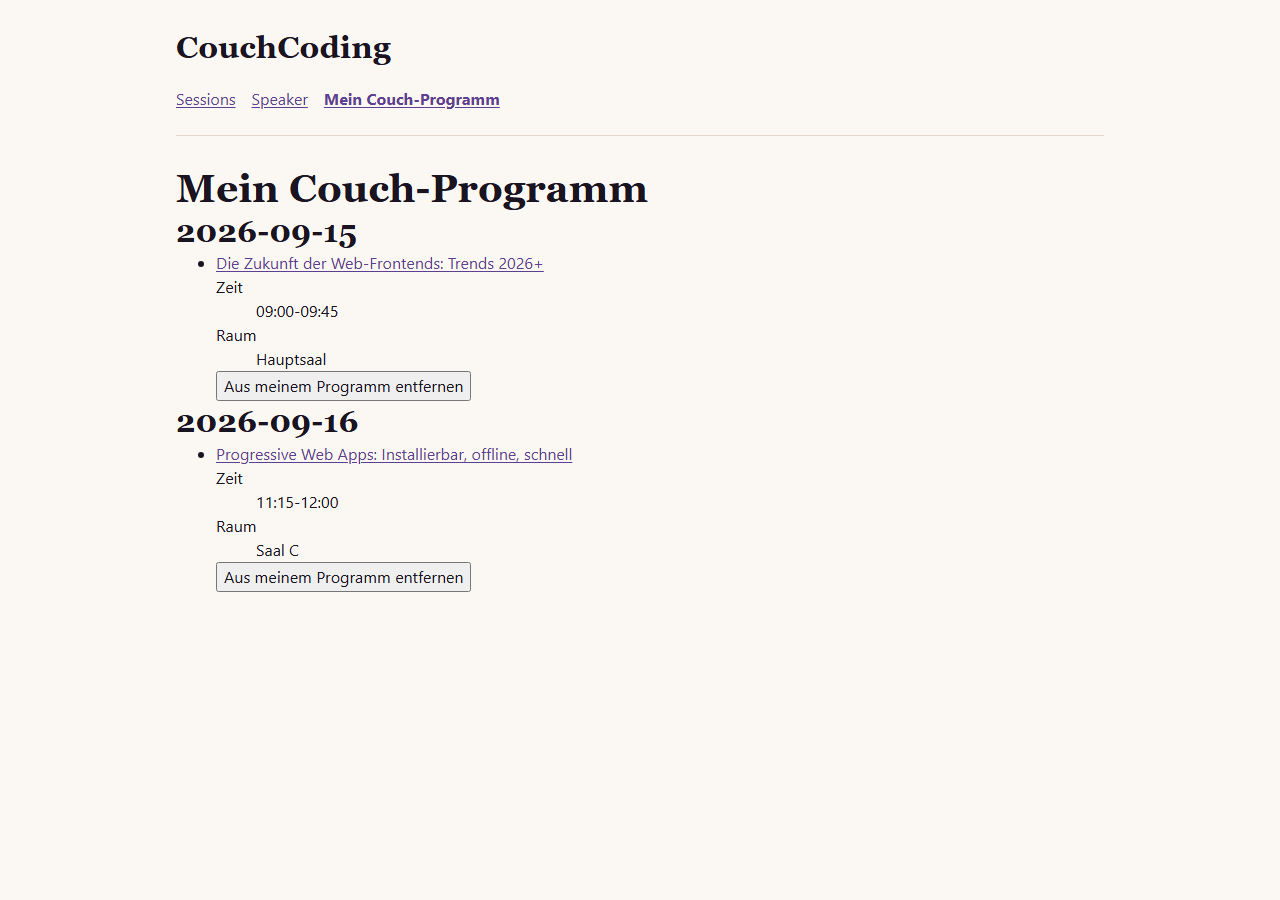 CouchCoding
Sessions Speaker Mein Couch-Programm
Mein Couch-Programm
2026-09-15
Die Zukunft der Web-Frontends: Trends 2026+
Zeit
09:00-09:45
Raum
Hauptsaal
Aus meinem Programm entfernen
2026-09-16
Progressive Web Apps: Installierbar, offline, schnell
Zeit
11:15-12:00
Raum
Saal C
Aus meinem Programm entfernen